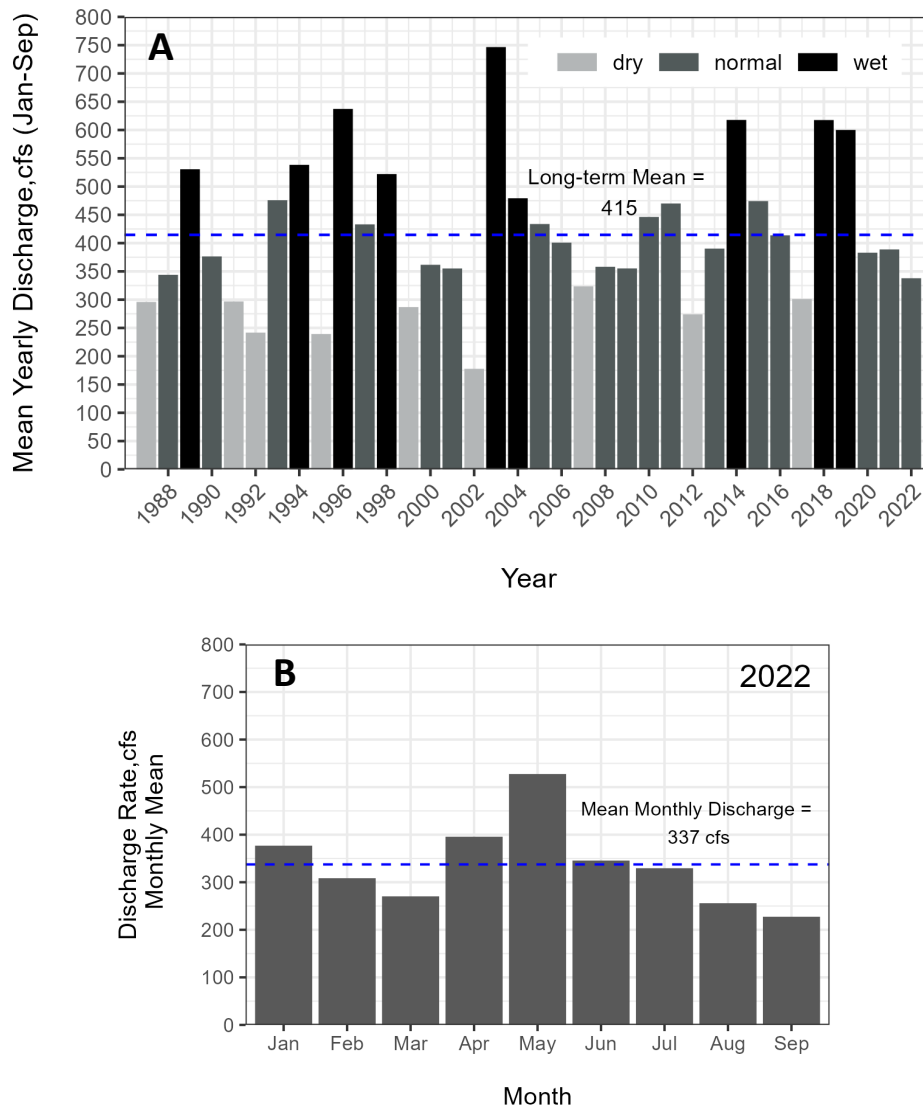 A
dry normal wet
Long-term Mean =
415
Mean Yearly Discharge,cfs (Jan-Sep)
800
750
700
650
600
550
500
450
400
350
300
250
200
150
100
50
0
1988 1990 1992 1994 1996 1998 2000 2002 2004 2006 2008 2010 2012 2014 2016 2018 2020 2022
Year
B
2022
Mean Monthly Discharge =
337 cfs
Discharge Rate,cfs
Monthly Mean
800
700
600
500
400
300
200
100
0
Jan Feb Mar Apr May Jun Jul Aug Sep
Month